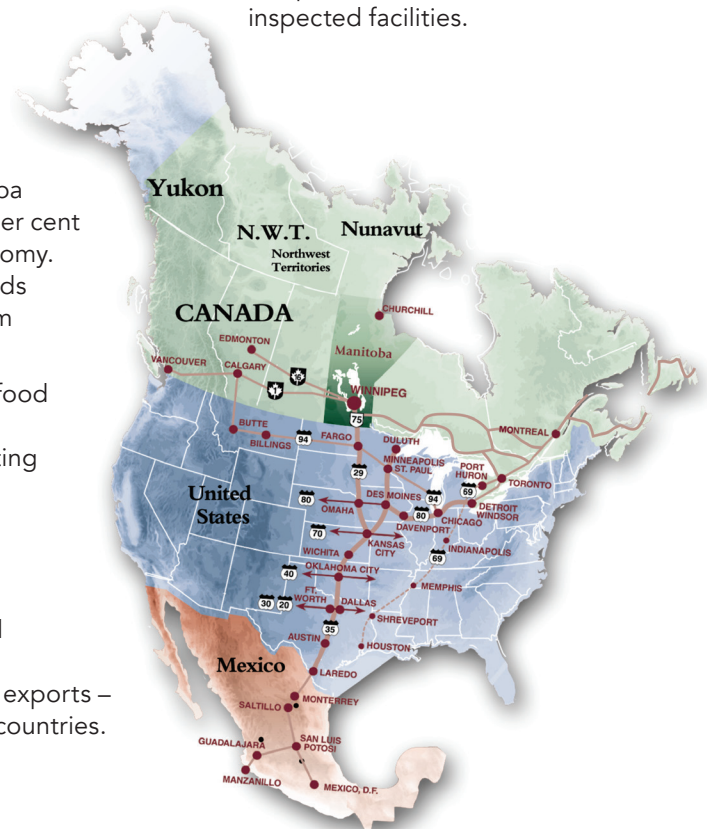 inspected facilities.
ba
er cent
omy.
ds
m
food
ting
exports –
countries.
Yukon
N.W.T.
Northwest
Territories
Nunavut
CANADA
CHURCHILL
EDMONTON
Manitoba
VANCOUVER
CALGARY
16
1
WINNIPEG
75
BUTTE
BILLINGS
94
FARGO
DULUTH
MONTREAL
29
MINNEAPOLIS
ST. PAUL
PORT
HURON
69
TORONTO
United
States
80
OMAHA
DES MOINES
94
80
DAVENPORT
CHICAGO
DETROIT
WINDSOR
70
KANSAS
CITY
INDIANAPOLIS
69
WICHITA
40
OKLAHOMA CITY
MEMPHIS
30
20
FT.
WORTH
DALLAS
SHREVEPORT
35
AUSTIN
HOUSTON
Mexico
LAREDO
MONTERREY
SALTILLO
GUADALAJARA
SAN LUIS
POTOSI
MANZANILLO
MEXICO, D.F.